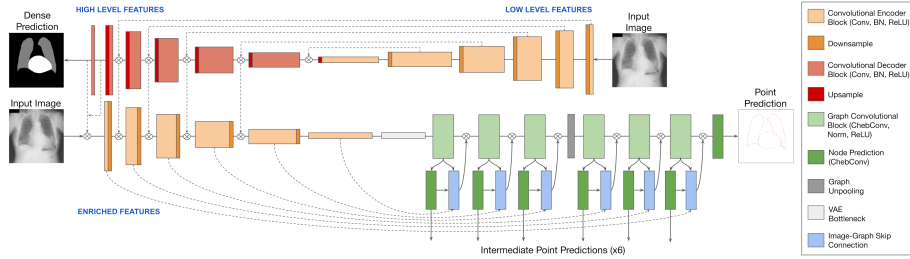 HIGH LEVEL FEATURES
LOW LEVEL FEATURES
Dense
Prediction
Input
Image
Input Image
Point
Prediction
ENRICHED FEATURES
Intermediate Point Predictions (x6)
Convolutional Encoder
Block (Conv, BN, ReLU)
Downsample
Convolutional Decoder
Block (Conv, BN, ReLU)
Upsample
Graph Convolutional
Block (ChebConv,
Norm, ReLU)
Node Prediction
(ChebConv)
Graph
Unpooling
VAE
Bottleneck
Image-Graph Skip
Connection